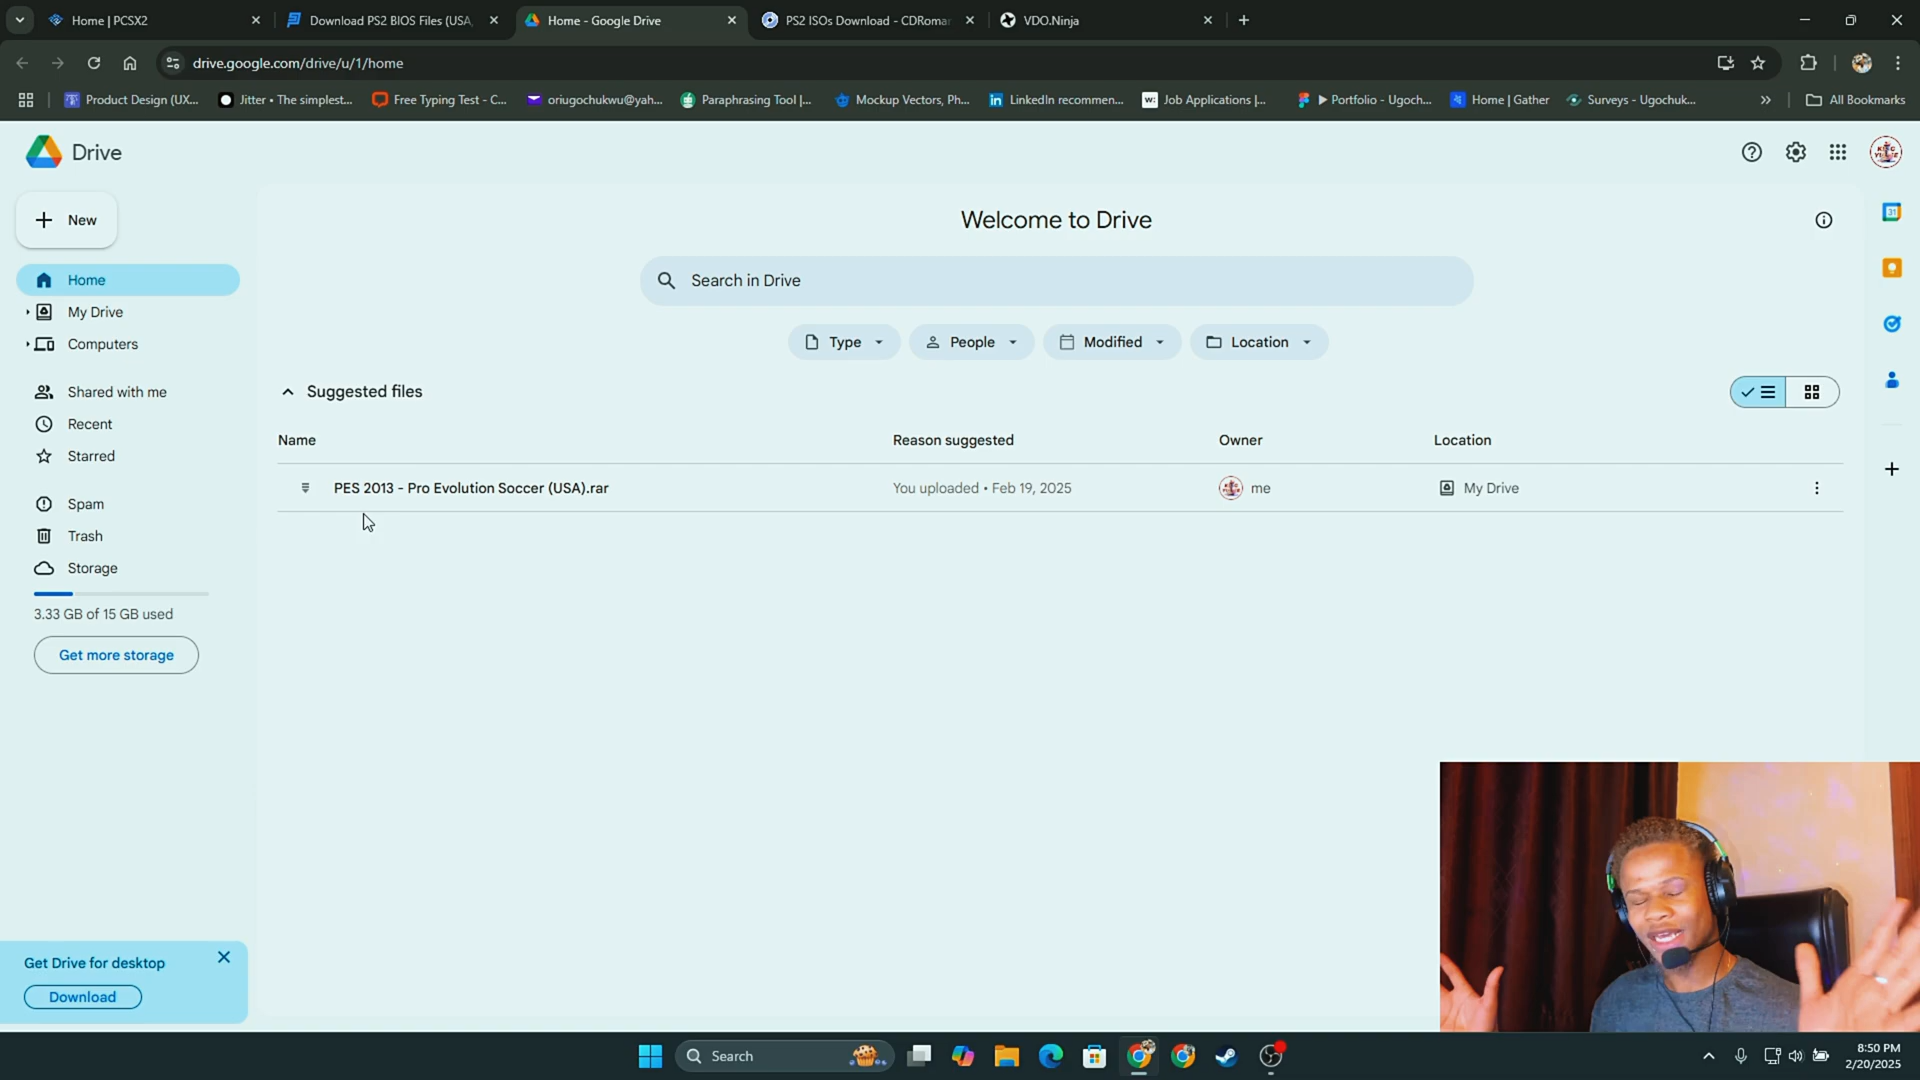 Home | PCSX2
Download PS2 BIOS Files (USA,
Home - Google Drive
PS2 ISOs Download - CDRoman
VDO.Ninja
drive.google.com/drive/u/1/home
Product Design (UX...
Jitter • The simplest...
Free Typing Test - C...
oriugochukwu@yah...
Paraphrasing Tool |...
Mockup Vectors, Ph...
LinkedIn recommen...
Job Applications |...
Portfolio - Ugoch...
Home | Gather
Surveys - Ugochuk...
All Bookmarks
Drive
New
Welcome to Drive
Search in Drive
Type
People
Modified
Location
Home
My Drive
Computers
Shared with me
Recent
Starred
Spam
Trash
Storage
3.33 GB of 15 GB used
Get more storage
Suggested files
Name
Reason suggested
Owner
Location
PES 2013 - Pro Evolution Soccer (USA).rar
You uploaded • Feb 19, 2025
me
My Drive
Get Drive for desktop
Download
Search
8:50 PM
2/20/2025